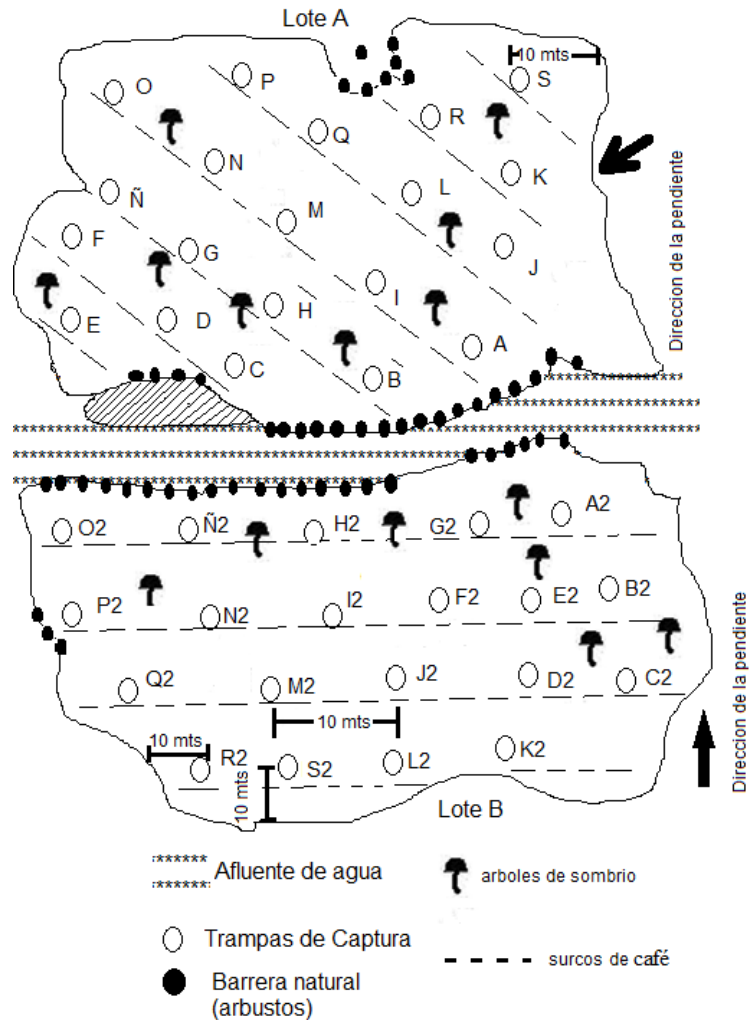 Lote A
10 mts
S
P
O
R
Q
N
K
L
Ñ
M
F
G
J
I
H
E
D
A
C
B
Direccion de la pendiente
A2
O2
Ñ2
H2
G2
B2
P2
N2
I2
F2
E2
Q2
M2
J2
D2
C2
10 mts
10 mts
R2
S2
L2
K2
10 mts
Lote B
Direccion de la pendiente
Afluente de agua
arboles de sombrio
Trampas de Captura
surcos de café
Barrera natural
(arbustos)